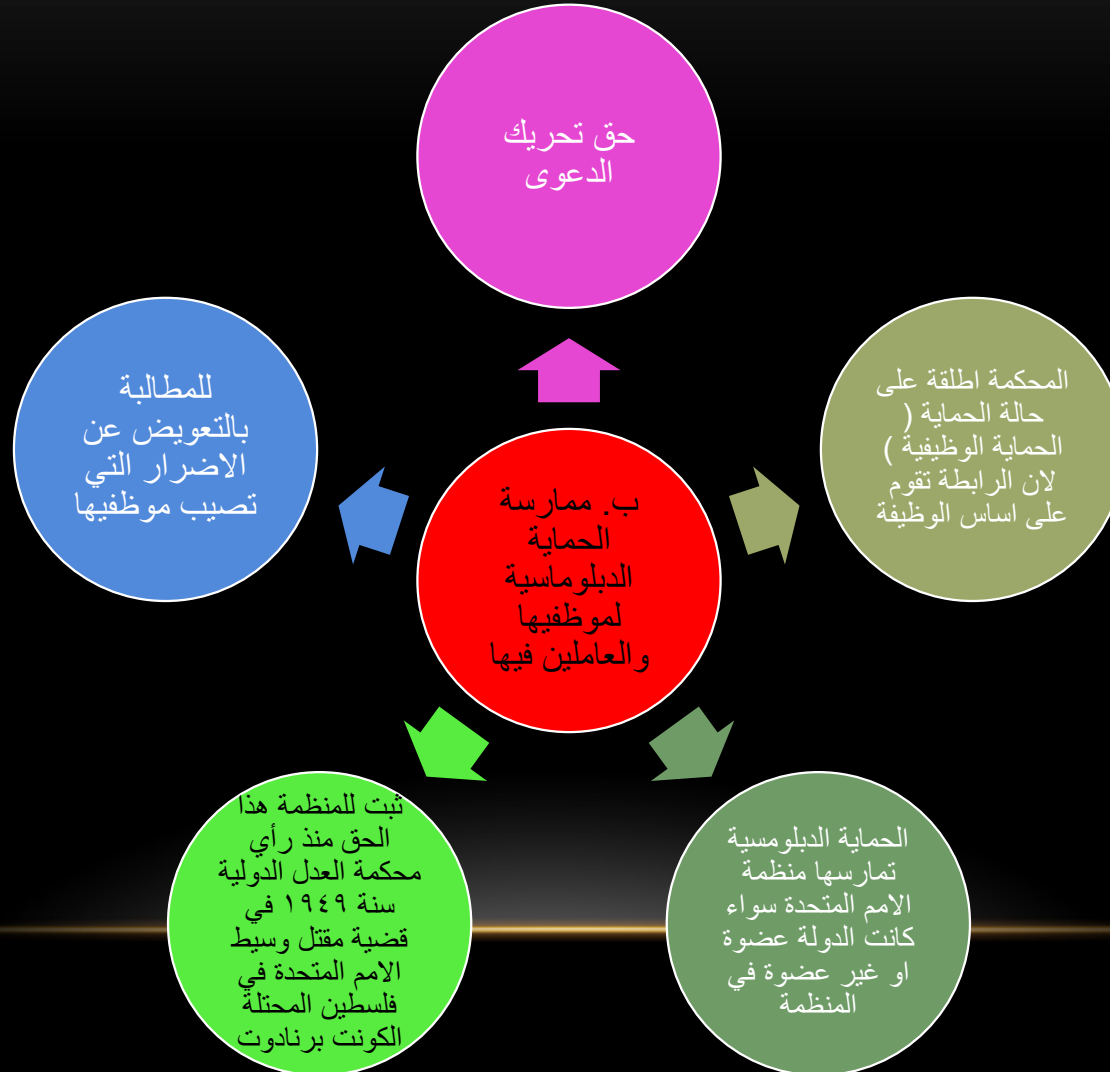 حق تحريك
الدعوى
المحكمة اطلقة على
حالة الحماية (
الحماية الوظيفية )
لان الرابطة تقوم
على اساس الوظيفة
للمطالبة
بالتعويض عن
الاضرار التي
تصيب موظفيها
ب. ممارسة
الحماية
الدبلوماسية
لموظفيها
والعاملين فيها
الحماية الدبلومسية
تمارسها منظمة
الامم المتحدة سواء
كانت الدولة عضوة
او غير عضوة في
المنظمة
ثبت للمنظمة هذا
الحق منذ رأي
محكمة العدل الدولية
سنة ١٩٤٩ في
قضية مقتل وسيط
الامم المتحدة في
فلسطين المحتلة
الكونت برنادوت